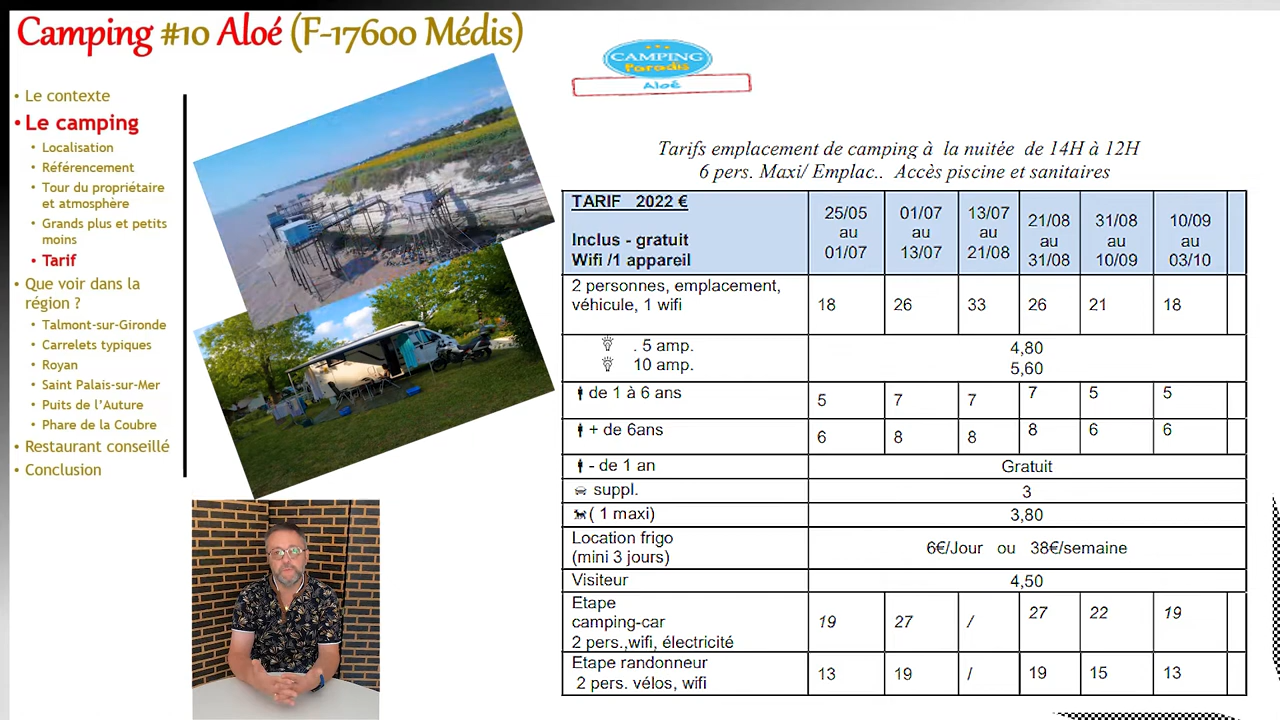 Camping #10 Aloé (F-17600 Médis)
• Le contexte
• Le camping
• Localisation
• Référencement
• Tour du propriétaire
et atmosphère
• Grands plus et petits
moins
• Tarif
• Que voir dans la
région ?
• Talmont-sur-Gironde
• Carrelets typiques
• Royan
• Saint Palais-sur-Mer
• Puits de l'Auture
• Phare de la Coubre
• Restaurant conseillé
• Conclusion
CAMPING
Paradis
Aloé
Tarifs emplacement de camping à la nuitée de 14H à 12H
6 pers. Maxi/ Emplac.. Accès piscine et sanitaires
TARIF 2022 €
Inclus - gratuit
Wifi /1 appareil
25/05
au
01/07
01/07
au
13/07
13/07
au
21/08
21/08
au
31/08
31/08
au
10/09
10/09
au
03/10
2 personnes, emplacement,
véhicule, 1 wifi
18 26 33 26 21 18
. 5 amp. 4,80
10 amp. 5,60
de 1 à 6 ans 5 7 7 7 5 5
+ de 6ans 6 8 8 8 6 6
- de 1 an Gratuit
suppl. 3
( 1 maxi) 3,80
Location frigo
(mini 3 jours)
6€/Jour ou 38€/semaine
Visiteur 4,50
Etape
camping-car
2 pers.,wifi, électricité
19 27 / 27 22 19
Etape randonneur
2 pers. vélos, wifi
13 19 / 19 15 13